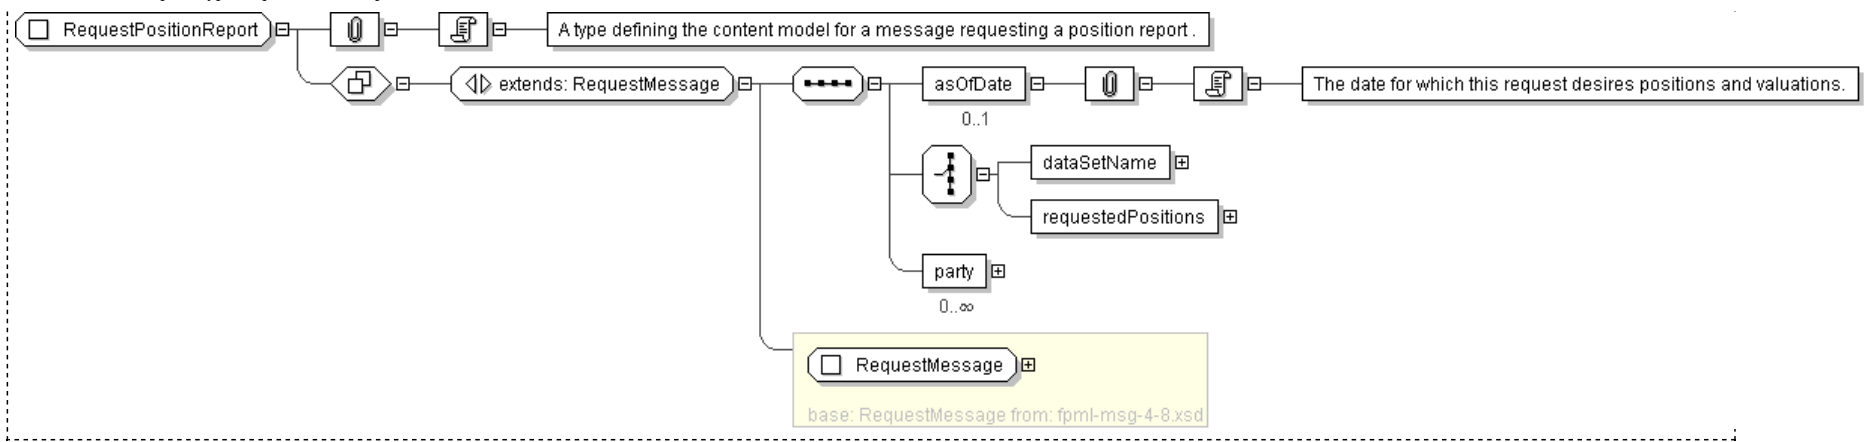 RequestPositionReport
A type defining the content model for a message requesting a position report .
extends: RequestMessage
asOfDate
The date for which this request desires positions and valuations.
0..1
dataSetName
requestedPositions
party
0..∞
RequestMessage
base: RequestMessage from: fpml-msg-4-8.xsd